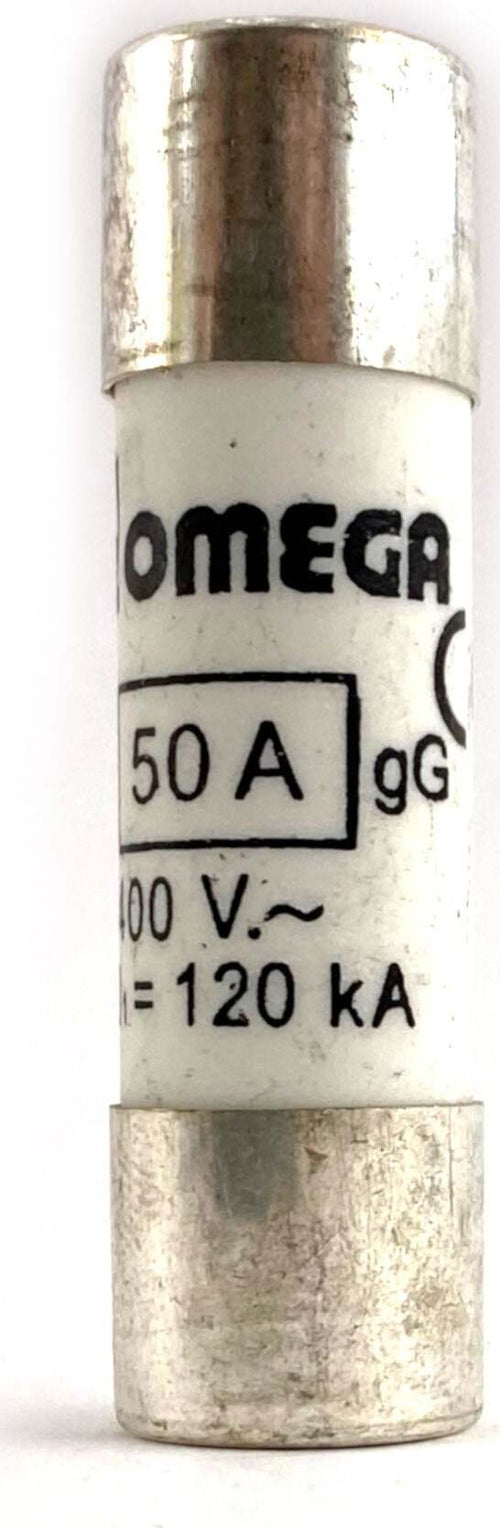 OMEGA
50 A gG
400 V.~
= 120 kA